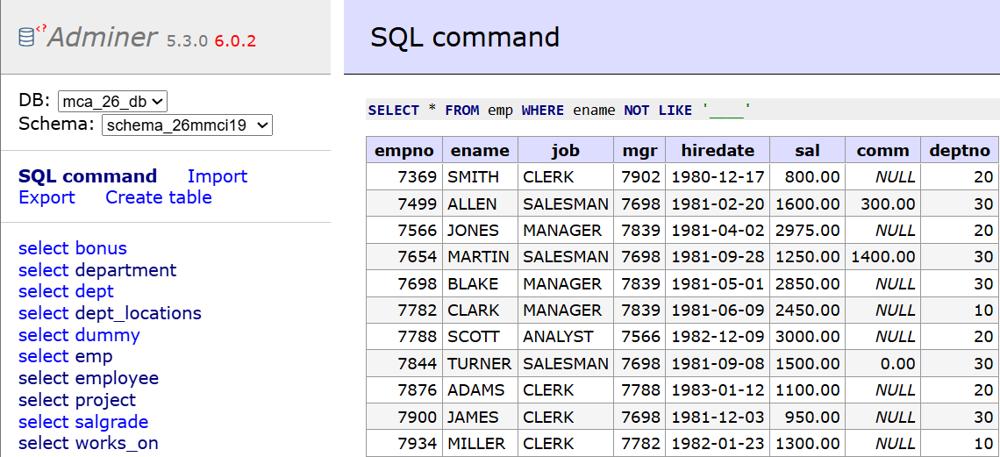 Adminer 5.3.0 6.0.2
DB: mca_26_db
Schema: schema_26mmci19
SQL command Import
Export Create table
select bonus
select department
select dept
select dept_locations
select dummy
select emp
select employee
select project
select salgrade
select works_on
SQL command
SELECT * FROM emp WHERE ename NOT LIKE '____'
empno ename job mgr hiredate sal comm deptno
7369 SMITH CLERK 7902 1980-12-17 800.00 NULL 20
7499 ALLEN SALESMAN 7698 1981-02-20 1600.00 300.00 30
7566 JONES MANAGER 7839 1981-04-02 2975.00 NULL 20
7654 MARTIN SALESMAN 7698 1981-09-28 1250.00 1400.00 30
7698 BLAKE MANAGER 7839 1981-05-01 2850.00 NULL 30
7782 CLARK MANAGER 7839 1981-06-09 2450.00 NULL 10
7788 SCOTT ANALYST 7566 1982-12-09 3000.00 NULL 20
7844 TURNER SALESMAN 7698 1981-09-08 1500.00 0.00 30
7876 ADAMS CLERK 7788 1983-01-12 1100.00 NULL 20
7900 JAMES CLERK 7698 1981-12-03 950.00 NULL 30
7934 MILLER CLERK 7782 1982-01-23 1300.00 NULL 10